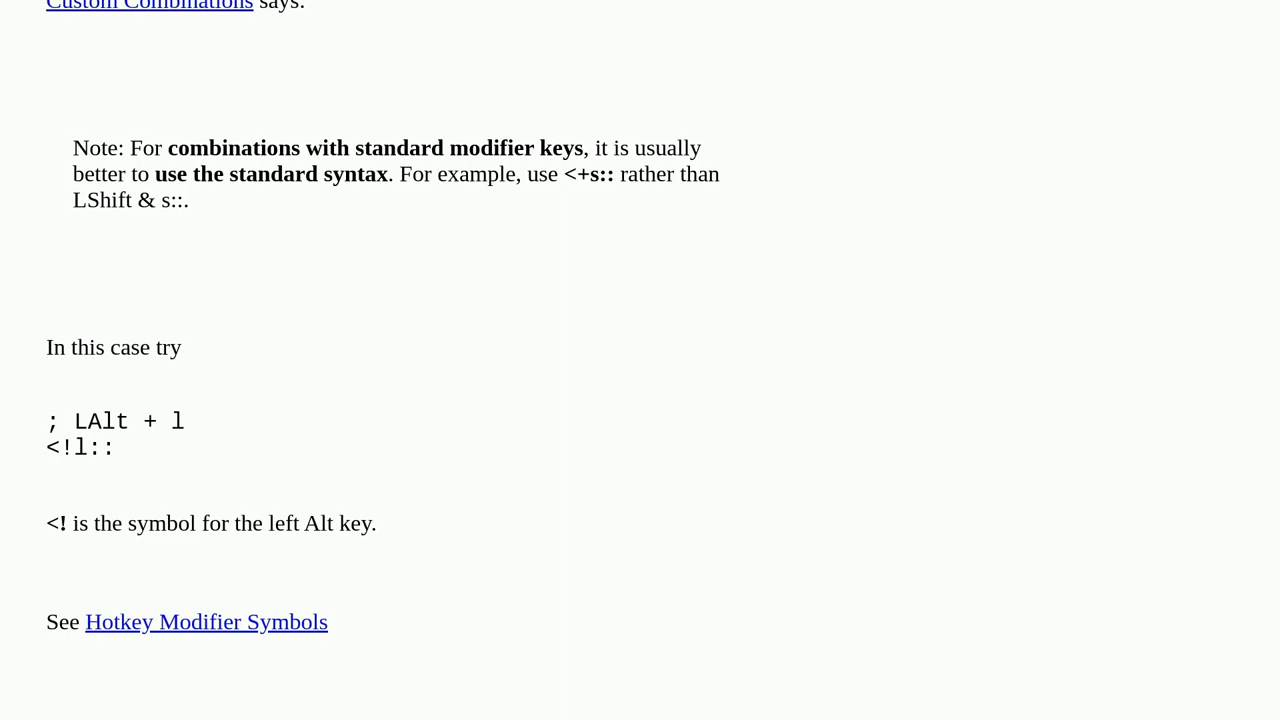 Custom Combinations says:
Note: For combinations with standard modifier keys, it is usually
better to use the standard syntax. For example, use <+s:: rather than
LShift & s::.
In this case try
; LAlt + l
<!l::
<! is the symbol for the left Alt key.
See Hotkey Modifier Symbols